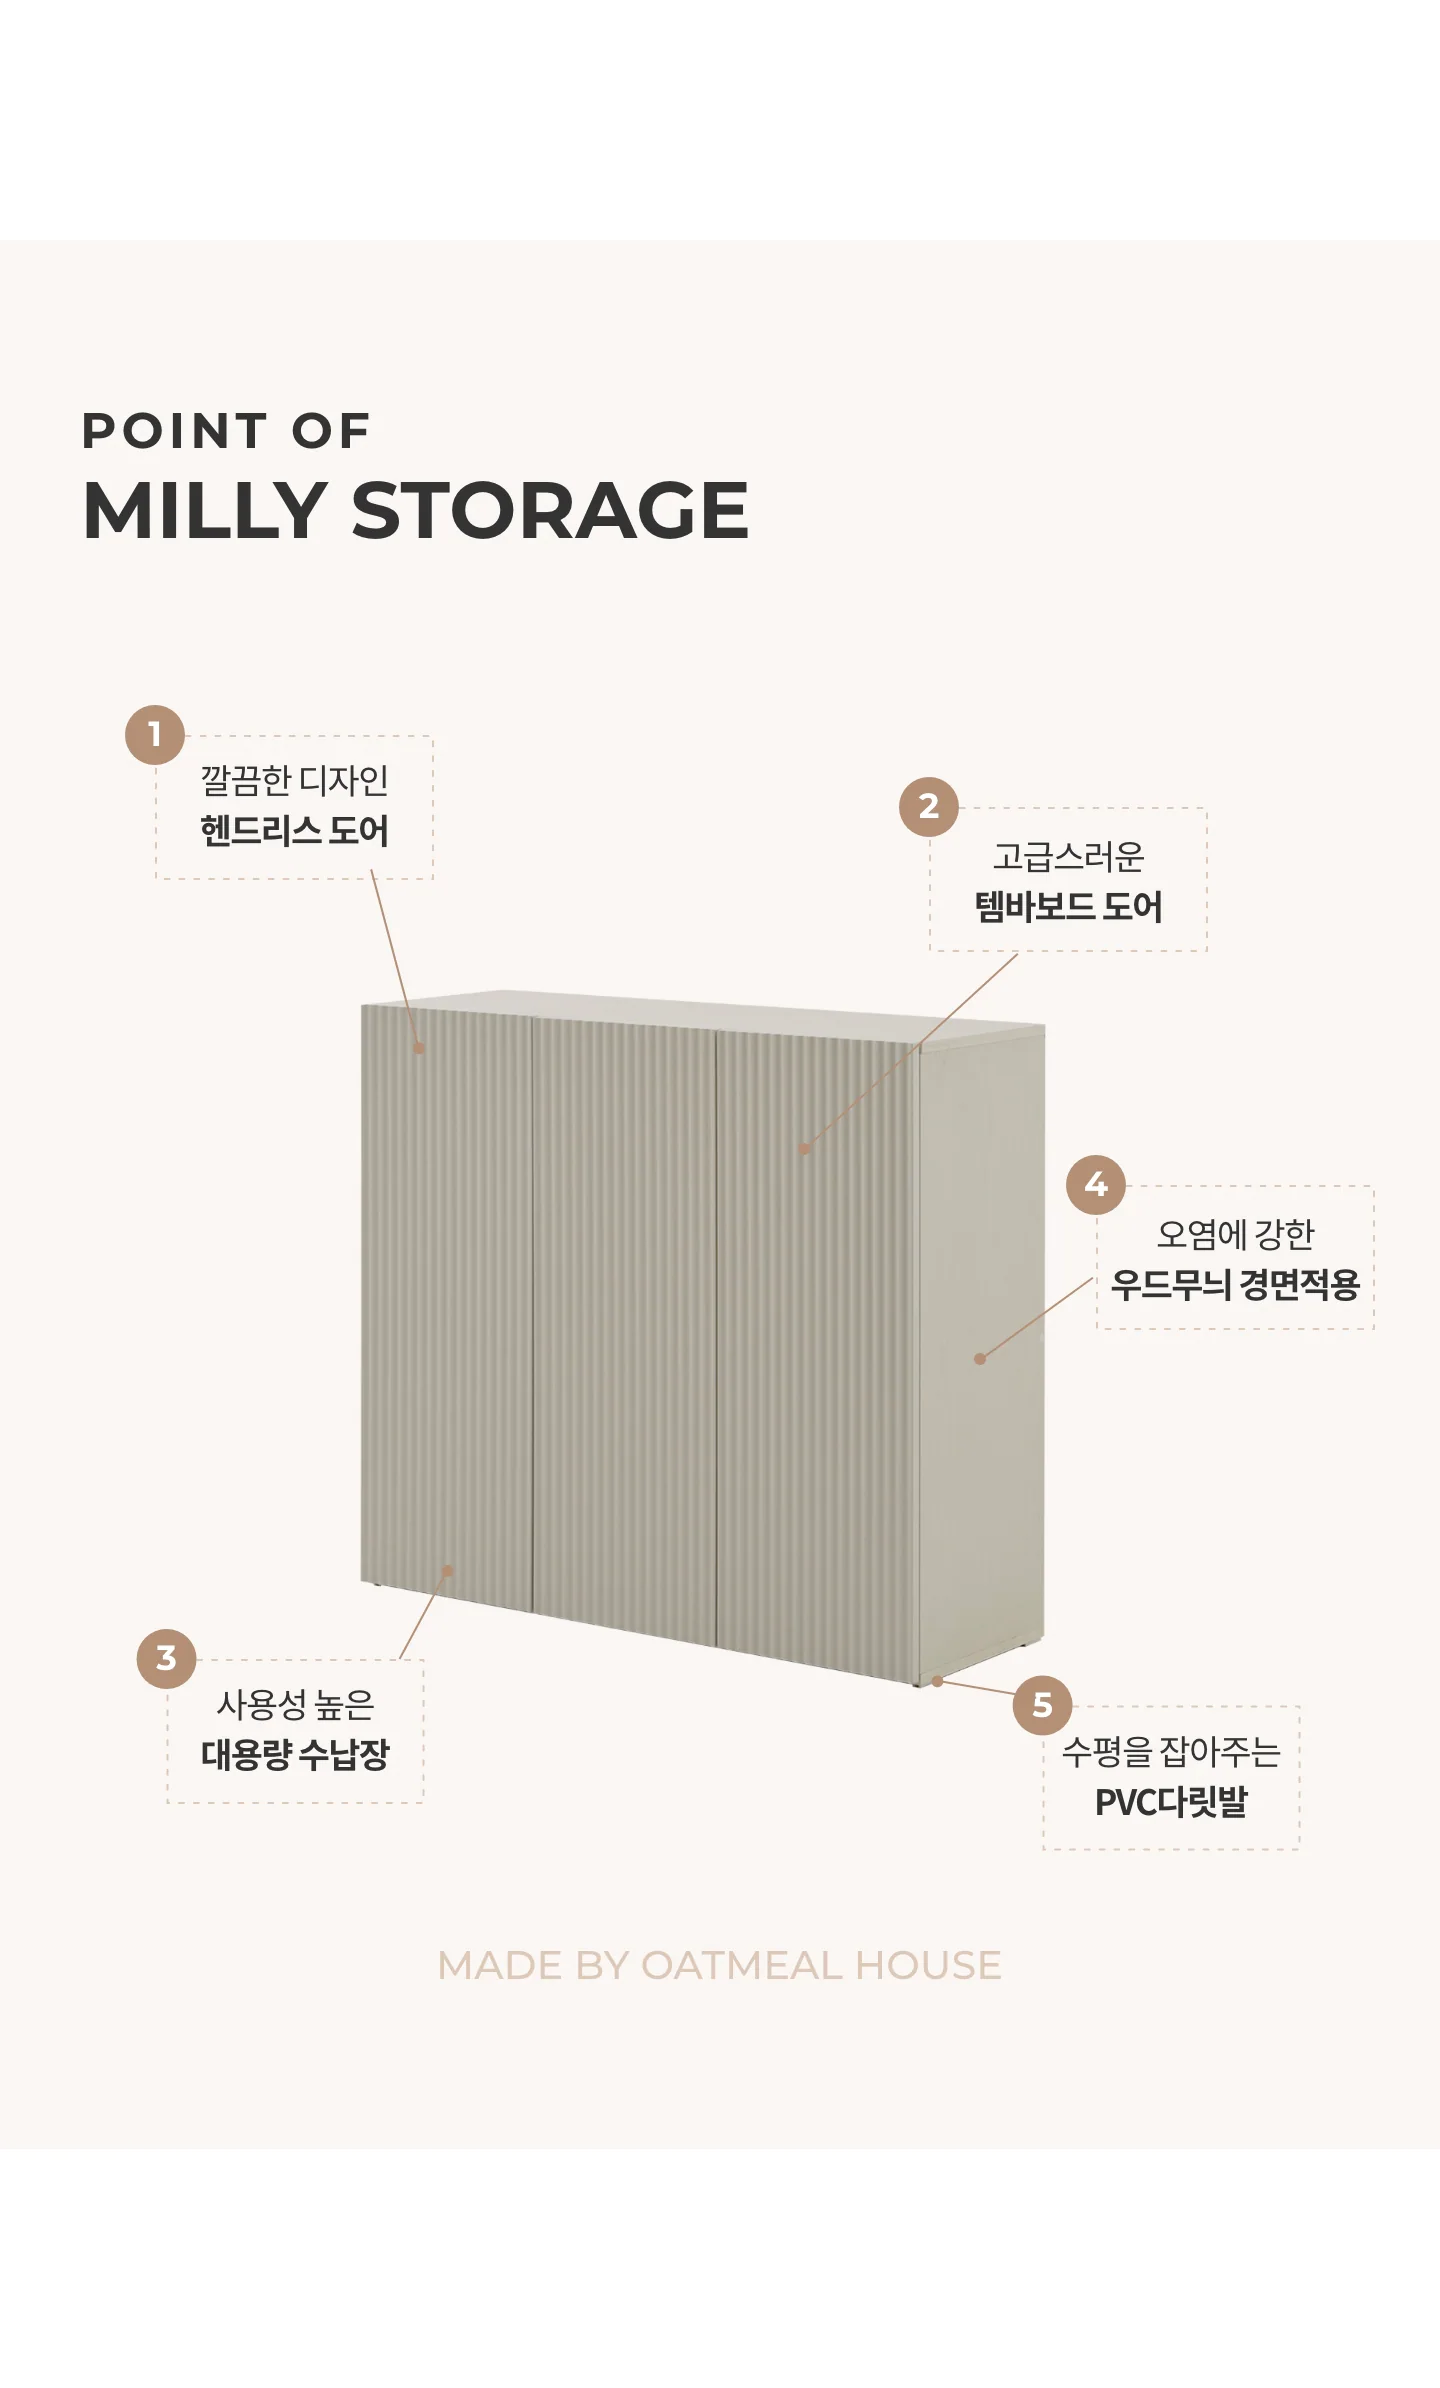 POINT OF
MILLY STORAGE
1
깔끔한 디자인
헨드리스 도어
2
고급스러운
템바보드 도어
4
오염에 강한
우드무늬 경면적용
3
사용성 높은
대용량 수납장
5
수평을 잡아주는
PVC다릿발
MADE BY OATMEAL HOUSE